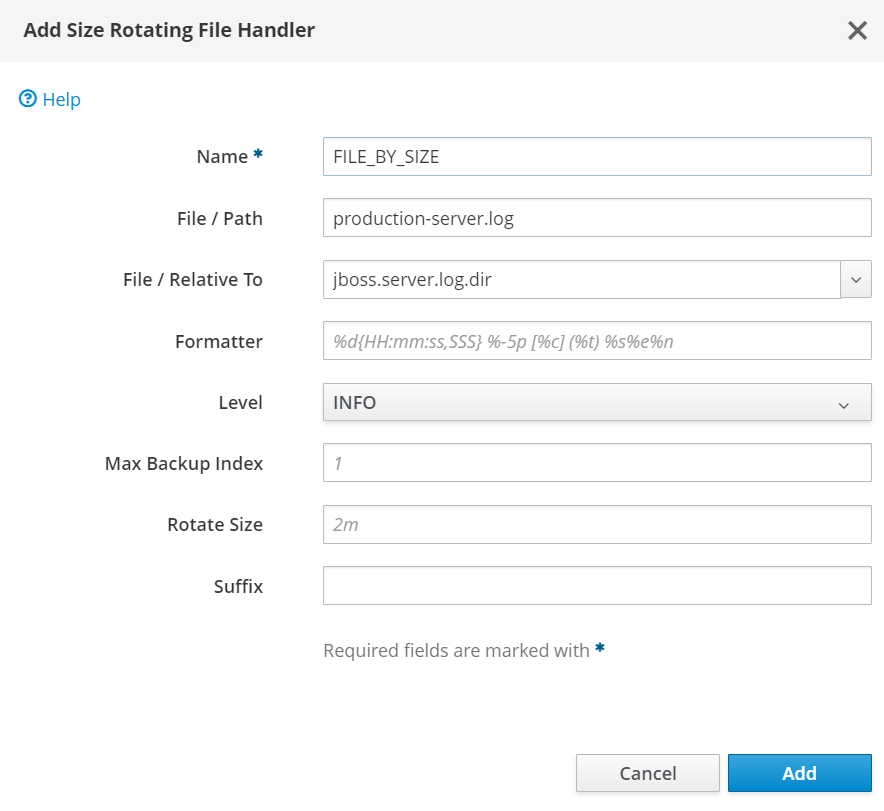 Add Size Rotating File Handler
Help
Name *
FILE_BY_SIZE
File / Path
production-server.log
File / Relative To
jboss.server.log.dir
Formatter
%d{HH:mm:ss,SSS} %-5p [%c] (%t) %s%e%n
Level
INFO
Max Backup Index
1
Rotate Size
2m
Suffix
Required fields are marked with *
Cancel
Add